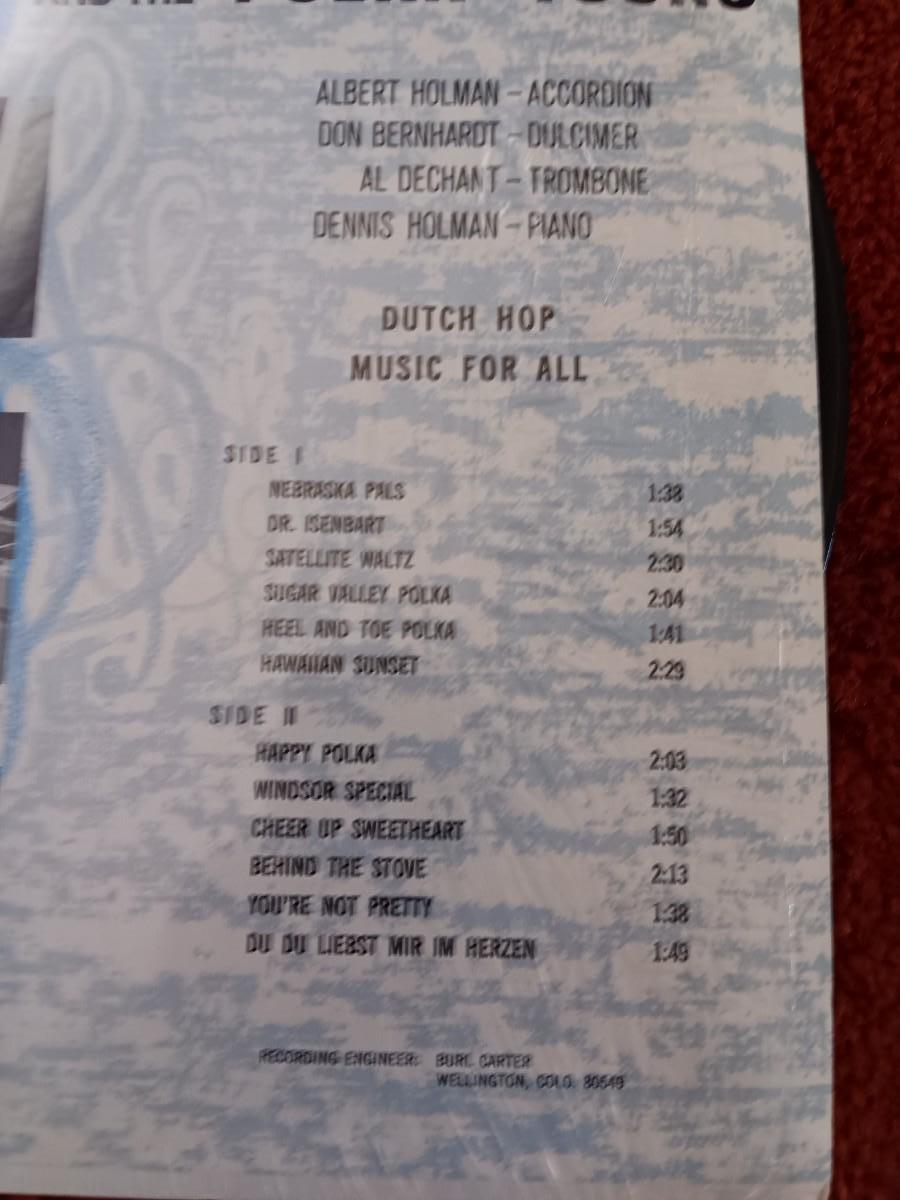 ALBERT HOLMAN – ACCORDION
DON BERNHARDT – DULCIMER
AL DECHANT – TROMBONE
DENNIS HOLMAN – PIANO
DUTCH HOP
MUSIC FOR ALL
SIDE I
NEBRASKA PALS 1:38
DR. ISENBART 1:54
SATELLITE WALTZ 2:30
SUGAR VALLEY POLKA 2:04
HEEL AND TOE POLKA 1:41
HAWAIIAN SUNSET 2:29
SIDE II
HAPPY POLKA 2:03
WINDSOR SPECIAL 1:32
CHEER UP SWEETHEART 1:50
BEHIND THE STOVE 2:13
YOU'RE NOT PRETTY 1:38
DU DU LIEBST MIR IM HERZEN 1:49
RECORDING ENGINEER: BURL CARTER
WELLINGTON, COLO. 80549